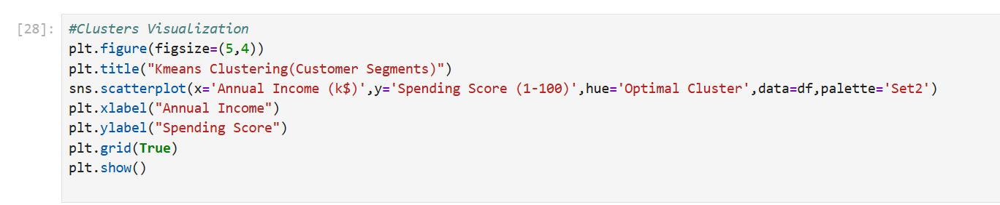 [28]:
#Clusters Visualization
plt.figure(figsize=(5,4))
plt.title("Kmeans Clustering(Customer Segments)")
sns.scatterplot(x='Annual Income (k$)',y='Spending Score (1-100)',hue='Optimal Cluster',data=df,palette='Set2')
plt.xlabel("Annual Income")
plt.ylabel("Spending Score")
plt.grid(True)
plt.show()